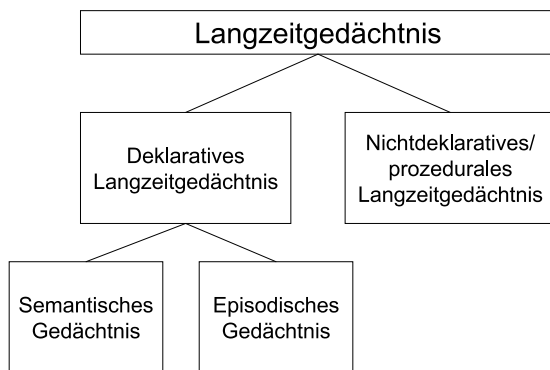 Langzeitgedächtnis
Deklaratives
Langzeitgedächtnis
Nichtdeklaratives/
prozedurales
Langzeitgedächtnis
Semantisches
Gedächtnis
Episodisches
Gedächtnis